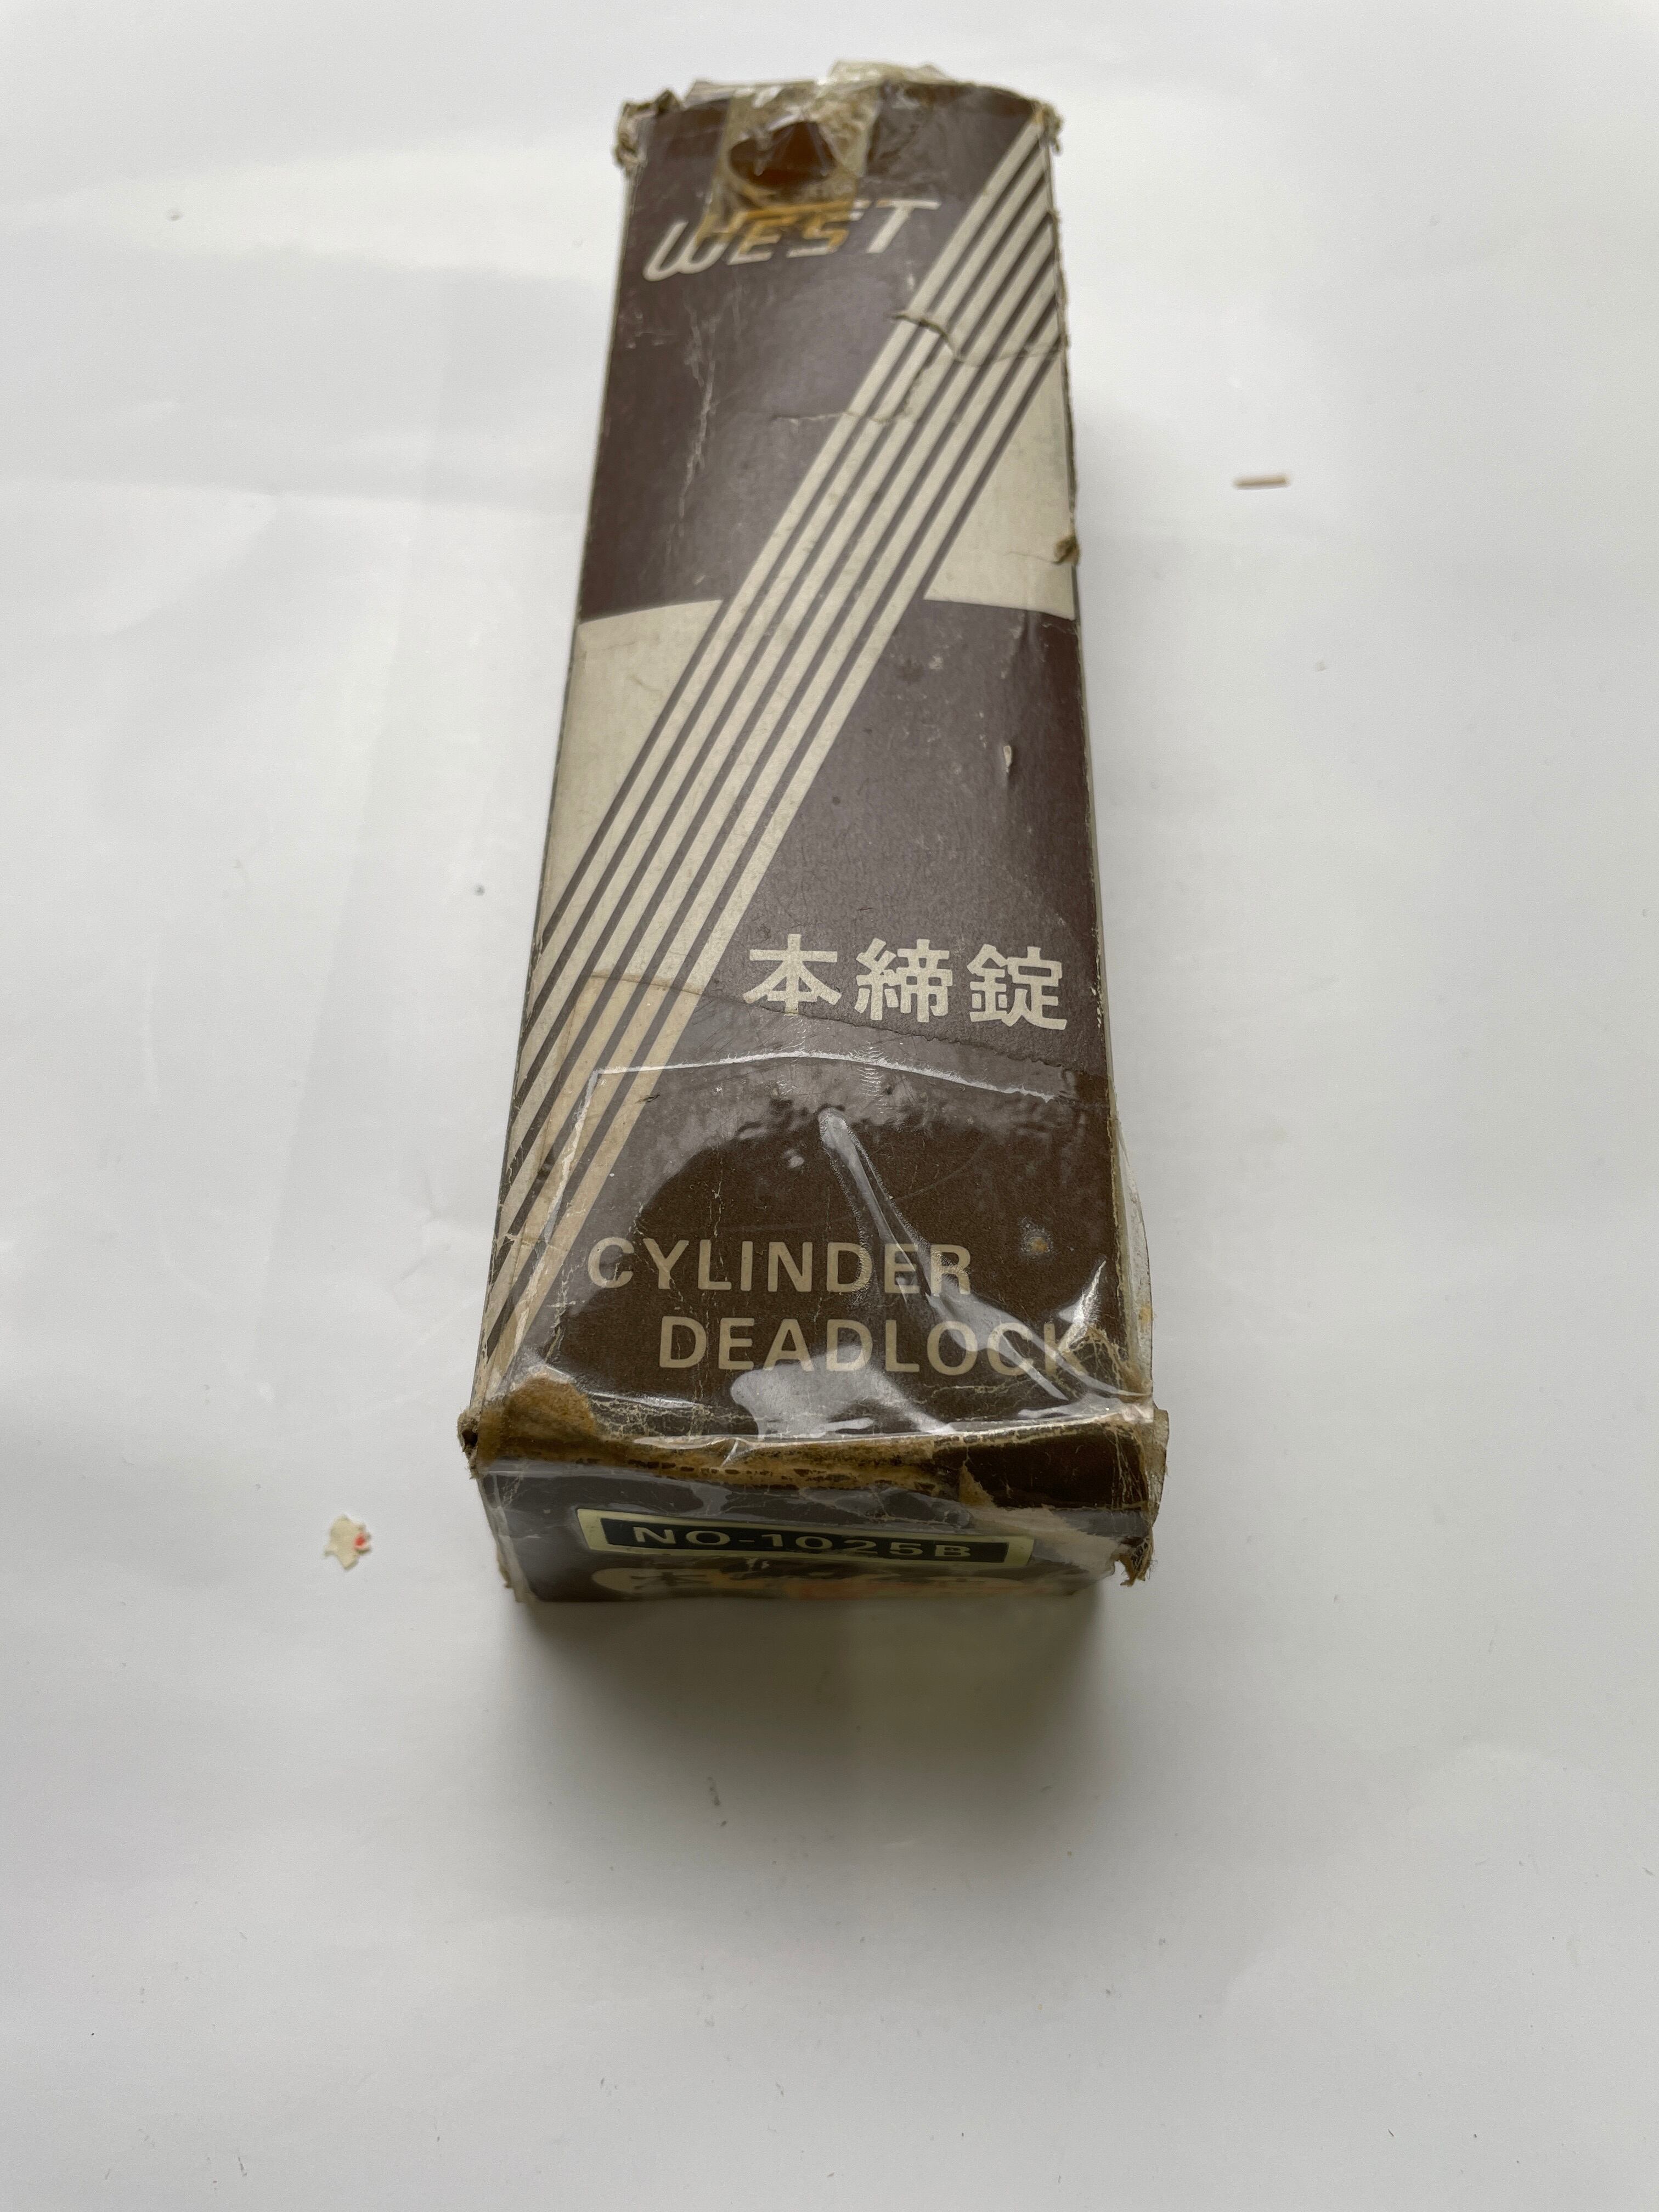 WEST
本締錠
CYLINDER
DEADLOCK
NO-1025B